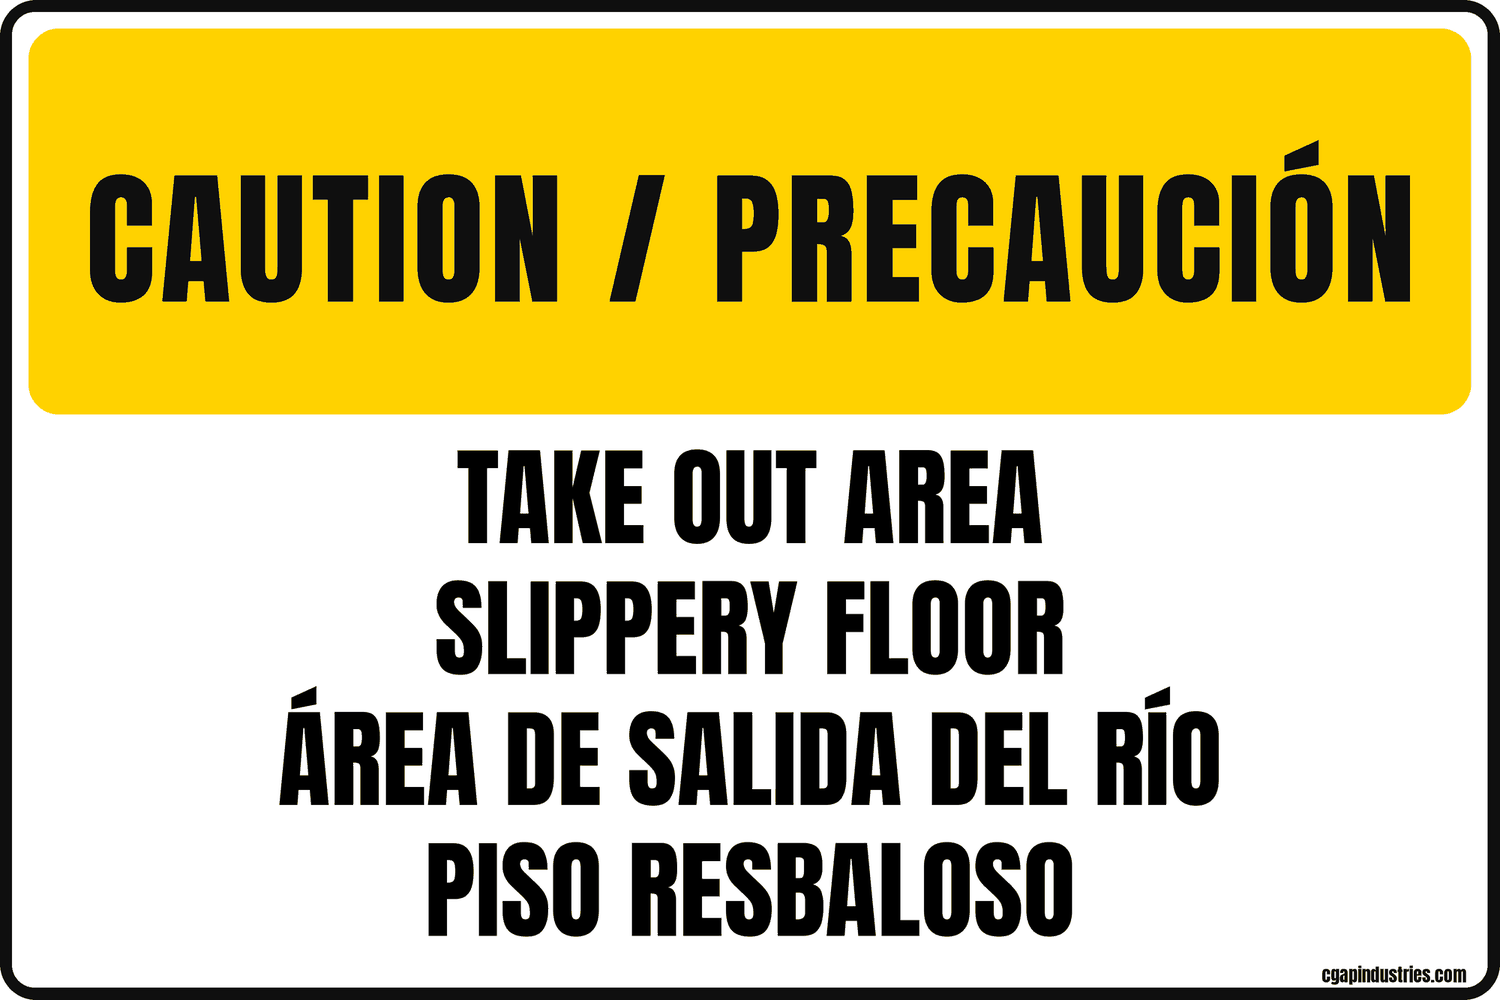 CAUTION / PRECAUCIÓN
TAKE OUT AREA
SLIPPERY FLOOR
ÁREA DE SALIDA DEL RÍO
PISO RESBALOSO
cgapindustries.com